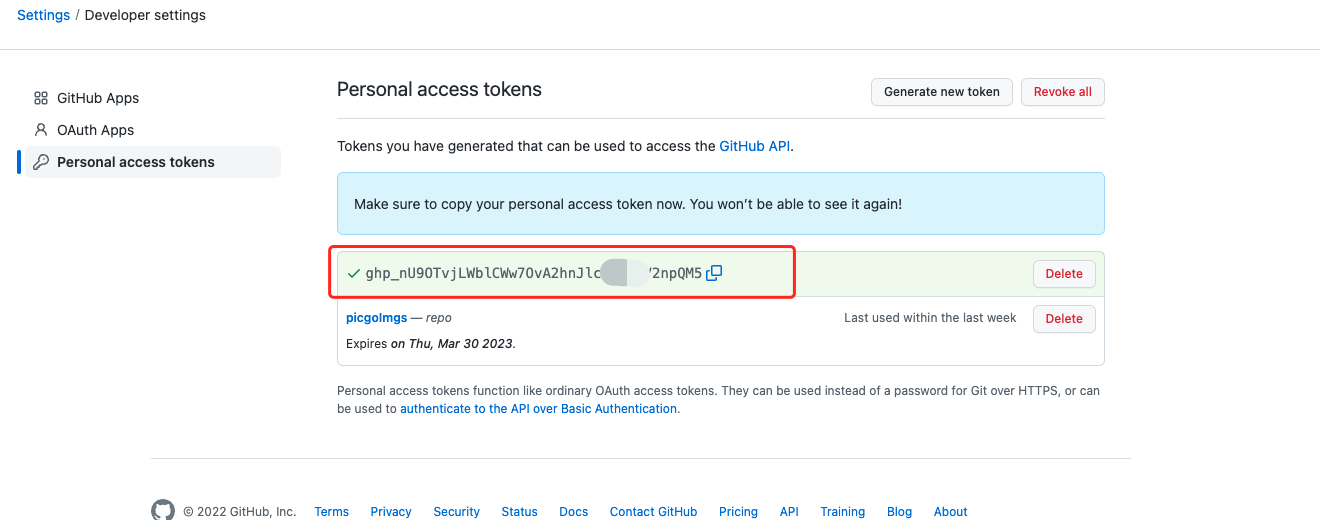 Settings / Developer settings
GitHub Apps
OAuth Apps
Personal access tokens
Personal access tokens
Generate new token
Revoke all
Tokens you have generated that can be used to access the GitHub API.
Make sure to copy your personal access token now. You won’t be able to see it again!
Delete
picgoImgs — repo
Last used within the last week
Delete
Expires on Thu, Mar 30 2023.
Personal access tokens function like ordinary OAuth access tokens. They can be used instead of a password for Git over HTTPS, or can
be used to authenticate to the API over Basic Authentication.
© 2022 GitHub, Inc. Terms Privacy Security Status Docs Contact GitHub Pricing API Training Blog About